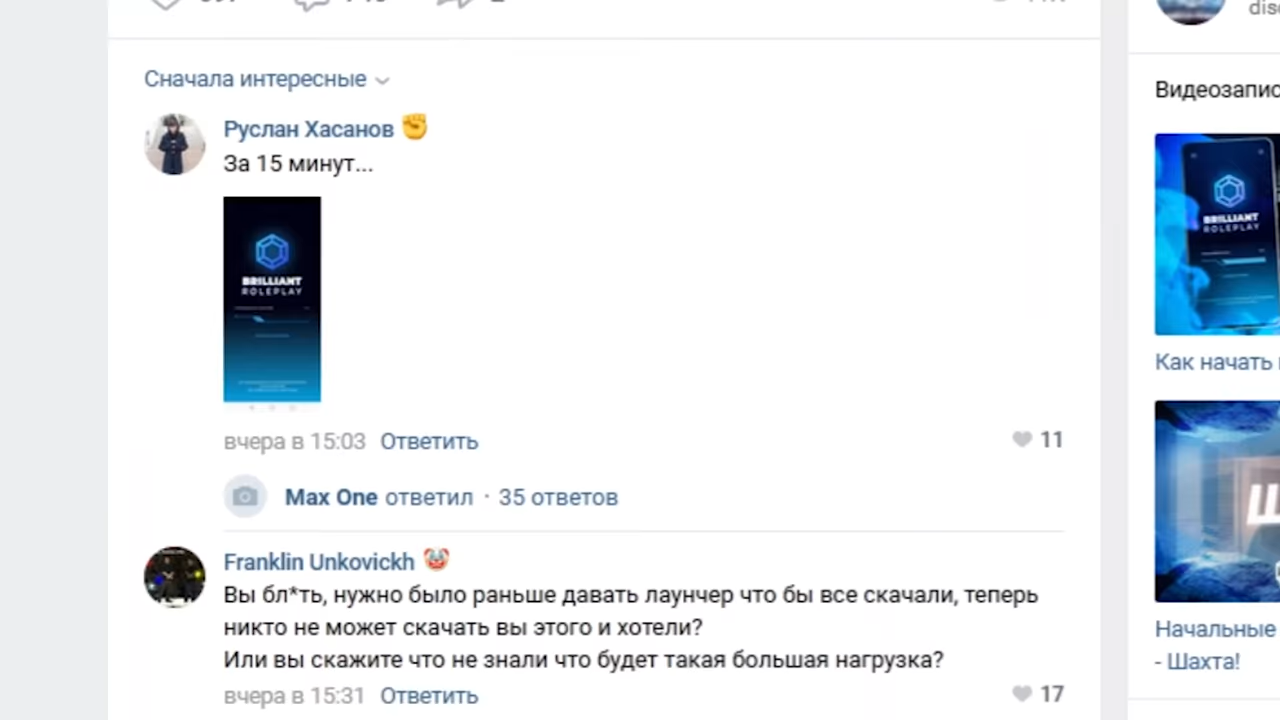 disc
Сначала интересные
Руслан Хасанов
За 15 минут...
BRILLIANT
ROLEPLAY
вчера в 15:03 Ответить
11
Max One ответил · 35 ответов
Franklin Unkovickh
Вы бл*ть, нужно было раньше давать лаунчер что бы все скачали, теперь
никто не может скачать вы этого и хотели?
Или вы скажите что не знали что будет такая большая нагрузка?
вчера в 15:31 Ответить
17
Видеозапис
BRILLIANT
ROLEPLAY
Как начать
Ш
Начальные
- Шахта!